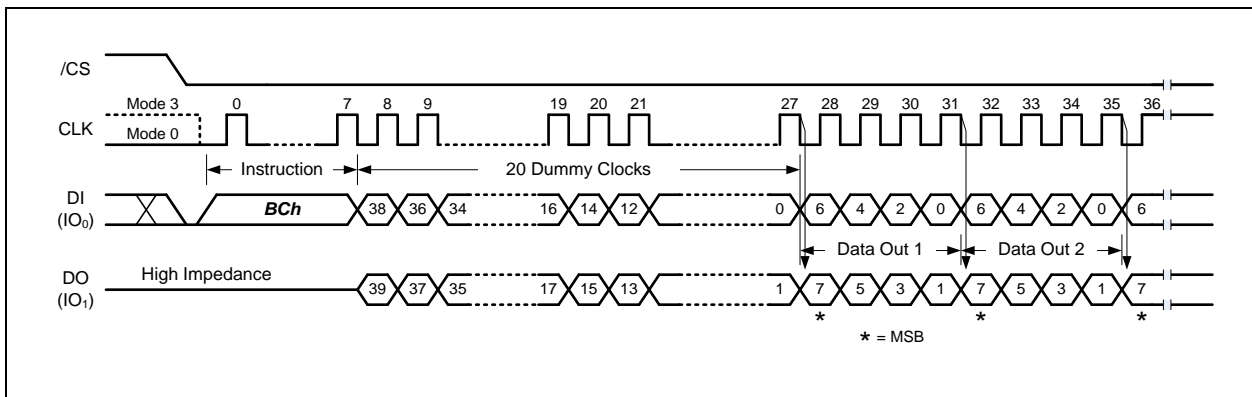 /CS
Mode 3 0 7 8 9 19 20 21 27 28 29 30 31 32 33 34 35 36
CLK
Mode 0
Instruction 20 Dummy Clocks
DI
(IO0)
BCh 38 36 34 16 14 12 0 6 4 2 0 6 4 2 0 6
Data Out 1 Data Out 2
High Impedance
DO
(IO1)
39 37 35 17 15 13 1 7 5 3 1 7 5 3 1 7
* * *
* = MSB